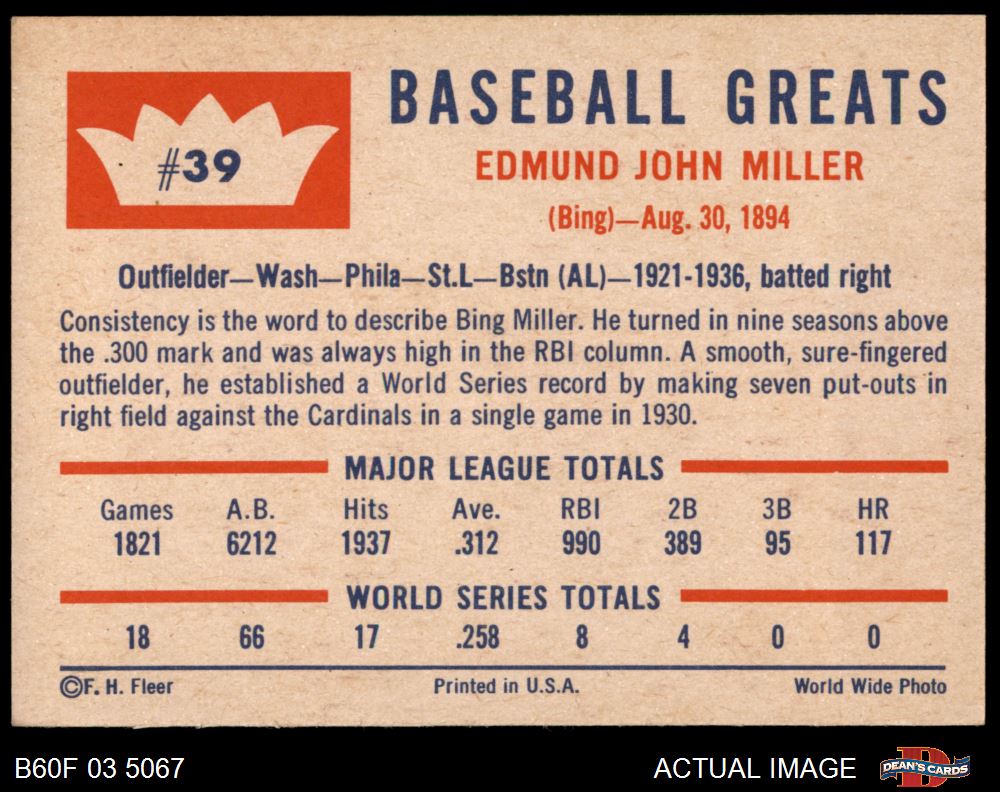 BASEBALL GREATS
#39
EDMUND JOHN MILLER
(Bing)—Aug. 30, 1894
Outfielder—Wash—Phila—St.L—Bstn (AL)—1921-1936, batted right
Consistency is the word to describe Bing Miller. He turned in nine seasons above
the .300 mark and was always high in the RBI column. A smooth, sure-fingered
outfielder, he established a World Series record by making seven put-outs in
right field against the Cardinals in a single game in 1930.
MAJOR LEAGUE TOTALS
Games A.B. Hits Ave. RBI 2B 3B HR
1821 6212 1937 .312 990 389 95 117
WORLD SERIES TOTALS
18 66 17 .258 8 4 0 0
©F. H. Fleer Printed in U.S.A. World Wide Photo
B60F 03 5067 ACTUAL IMAGE D DEAN'S CARDS